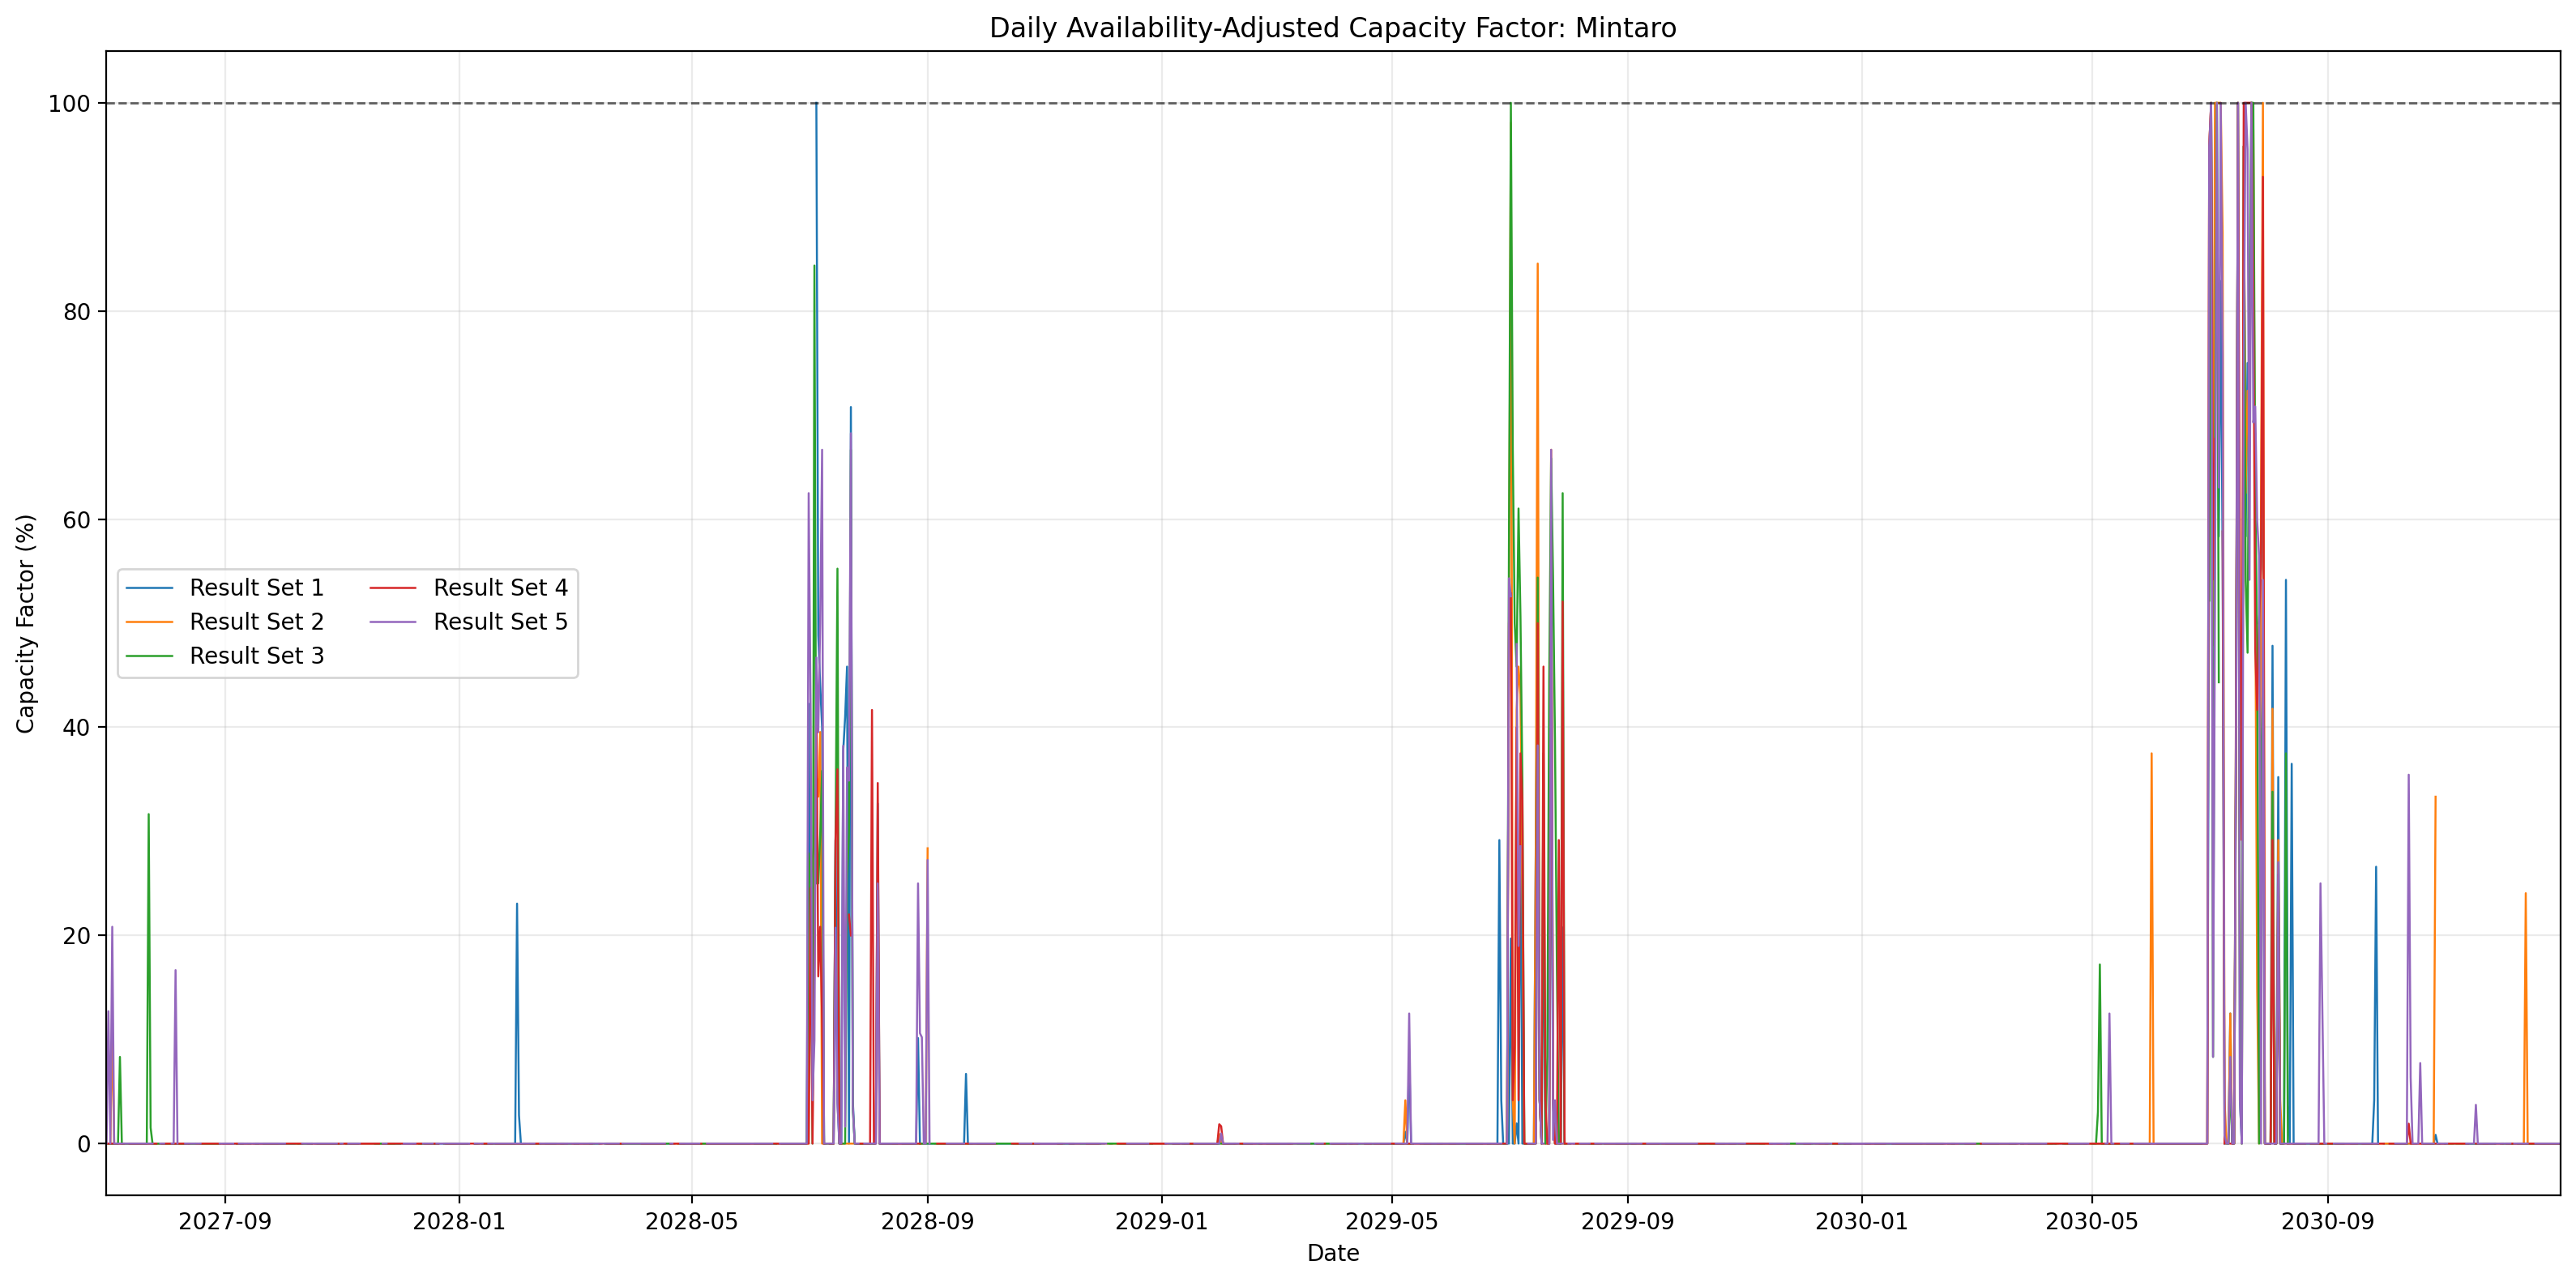 Daily Availability-Adjusted Capacity Factor: Mintaro
Capacity Factor (%)
100
80
60
40
20
0
Result Set 1
Result Set 2
Result Set 3
Result Set 4
Result Set 5
2027-09
2028-01
2028-05
2028-09
2029-01
2029-05
2029-09
2030-01
2030-05
2030-09
Date